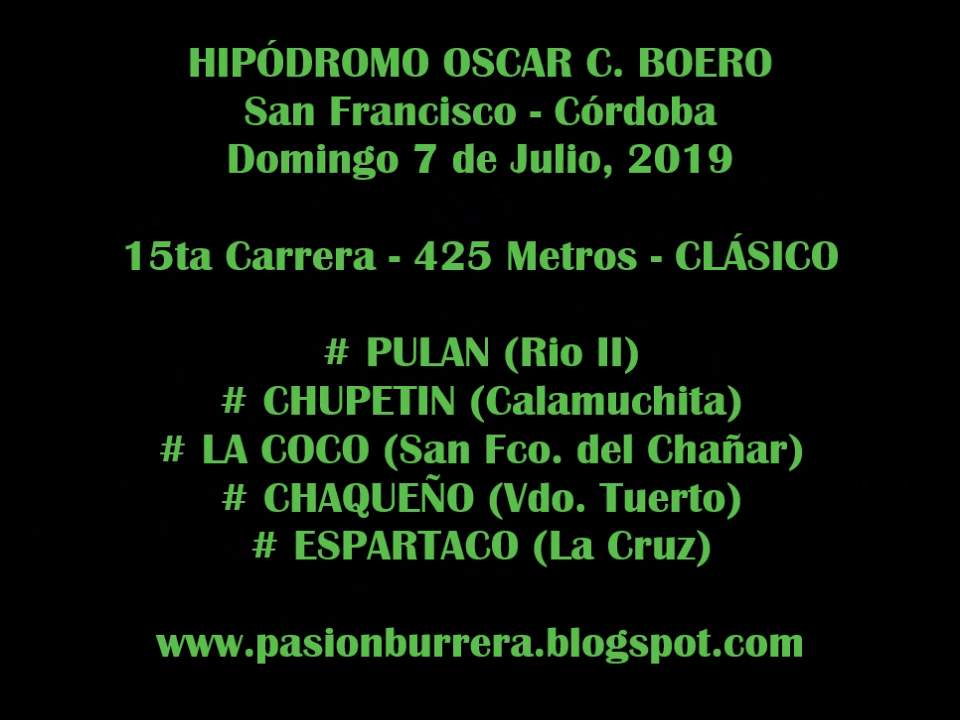 HIPÓDROMO OSCAR C. BOERO
San Francisco - Córdoba
Domingo 7 de Julio, 2019
15ta Carrera - 425 Metros - CLÁSICO
# PULAN (Rio II)
# CHUPETIN (Calamuchita)
# LA COCO (San Fco. del Chañar)
# CHAQUEÑO (Vdo. Tuerto)
# ESPARTACO (La Cruz)
www.pasionburrera.blogspot.com